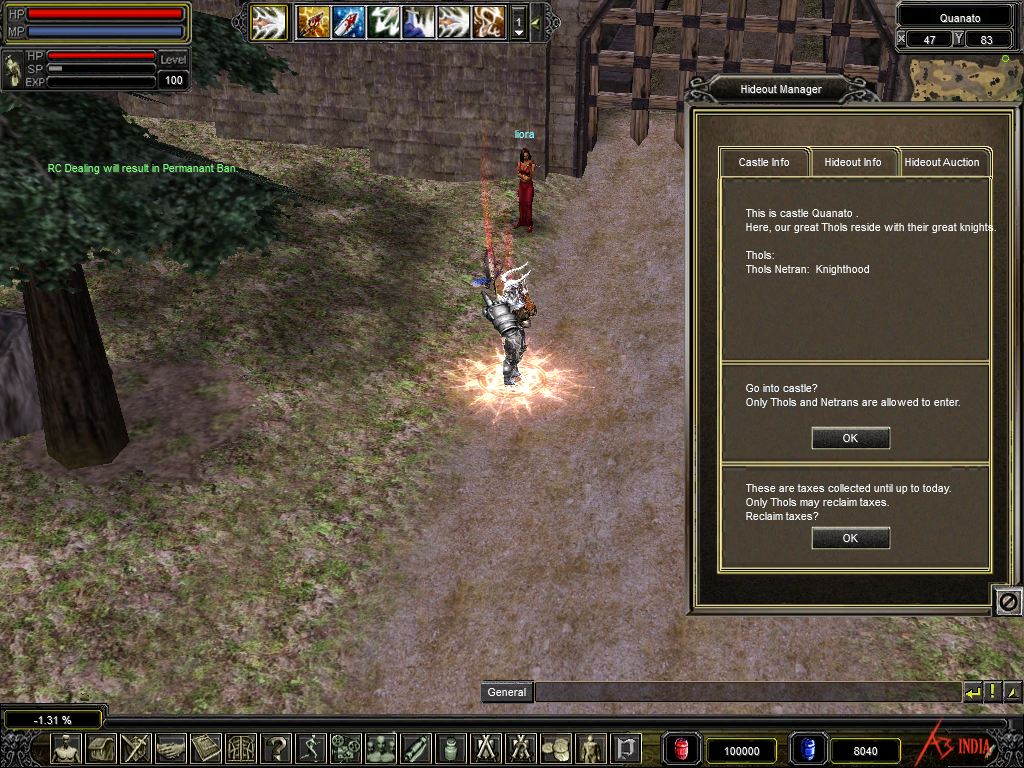 HP
MP
HP
SP
EXP
Level
100
1
Quanato
X 47 Y 83
Hideout Manager
liora
RC Dealing will result in Permanant Ban.
Castle Info
Hideout Info
Hideout Auction
This is castle Quanato .
Here, our great Thols reside with their great knights.
Thols:
Thols Netran: Knighthood
Go into castle?
Only Thols and Netrans are allowed to enter.
OK
These are taxes collected until up to today.
Only Thols may reclaim taxes.
Reclaim taxes?
OK
General
-1.31 %
100000
8040
A3 INDIA